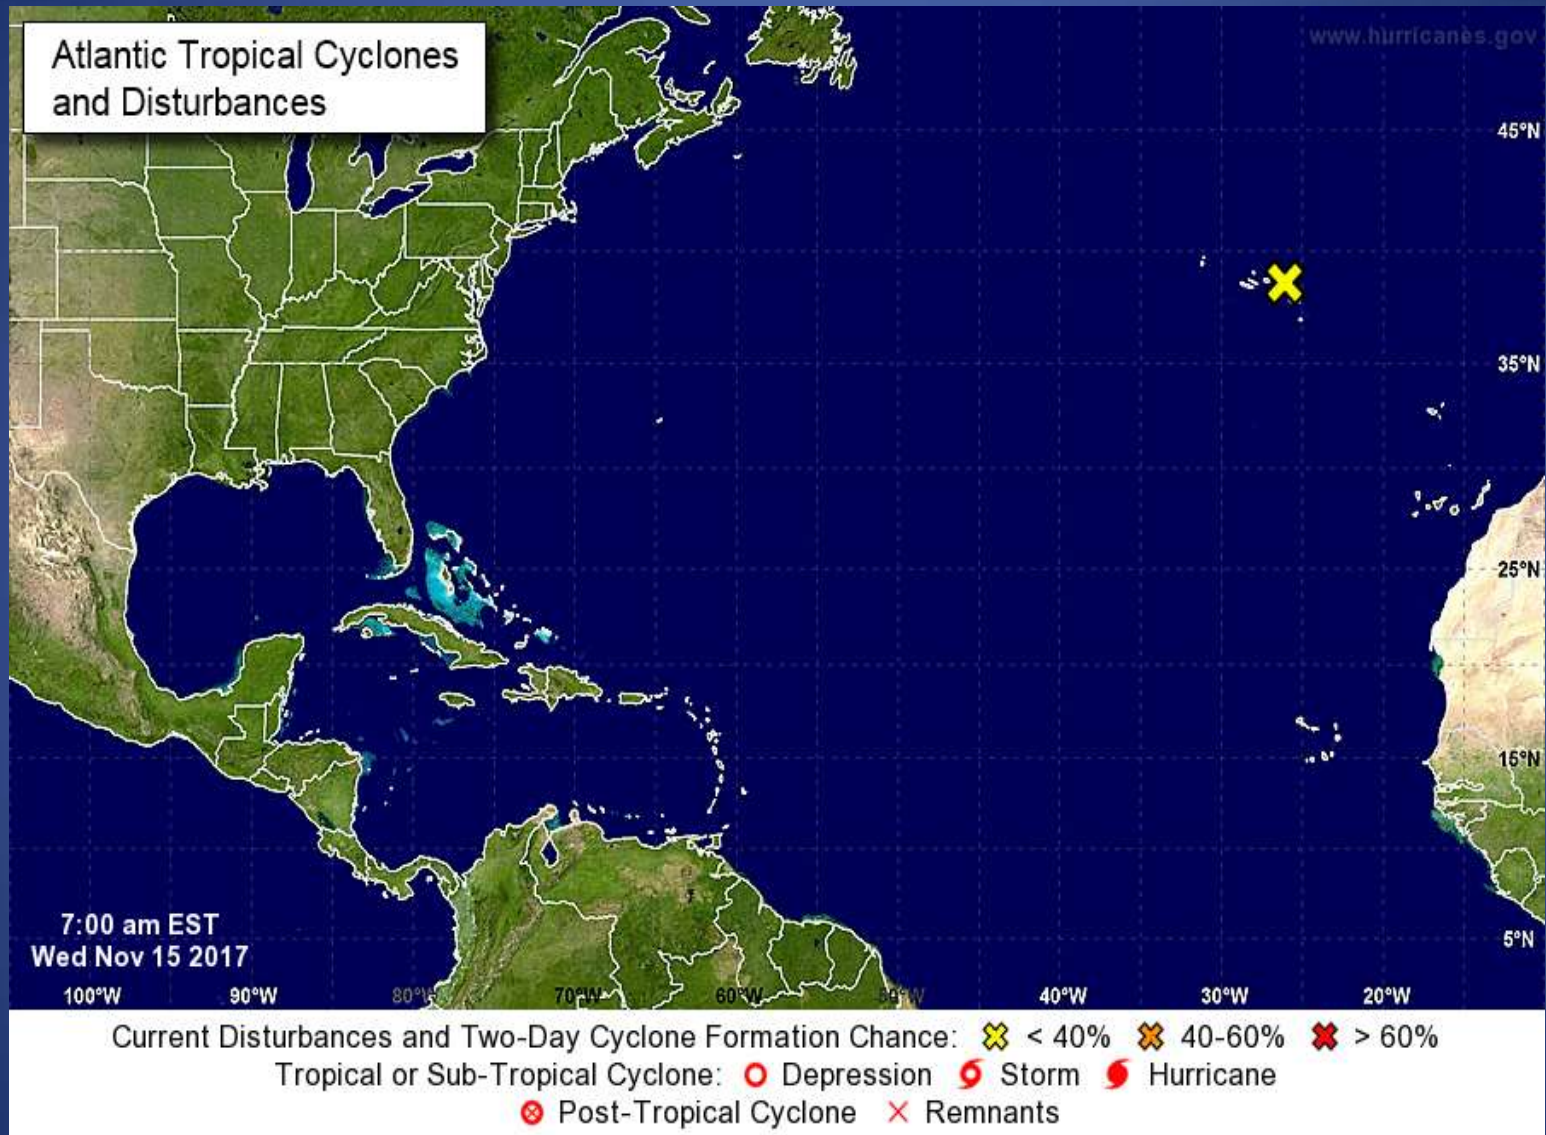 Atlantic Tropical Cyclones
and Disturbances
www.hurricanes.gov
45°N
35°N
25°N
15°N
5°N
7:00 am EST
Wed Nov 15 2017
100°W 90°W 80°W 70°W 60°W 50°W 40°W 30°W 20°W
Current Disturbances and Two-Day Cyclone Formation Chance: < 40% 40-60% > 60%
Tropical or Sub-Tropical Cyclone: Depression Storm Hurricane
Post-Tropical Cyclone Remnants